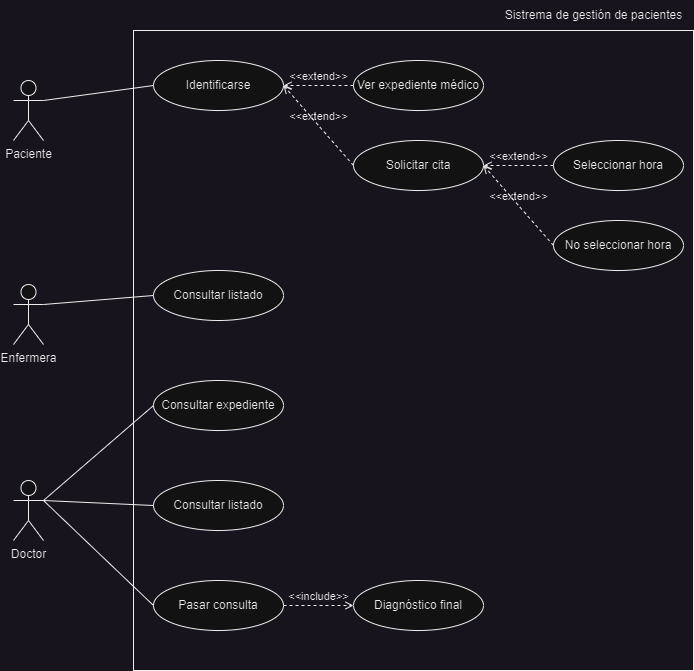 Sistrema de gestión de pacientes
Identificarse
<<extend>>
Ver expediente médico
<<extend>>
Paciente
Solicitar cita
<<extend>>
Seleccionar hora
<<extend>>
No seleccionar hora
Consultar listado
Enfermera
Consultar expediente
Consultar listado
Doctor
Pasar consulta
<<include>>
Diagnóstico final